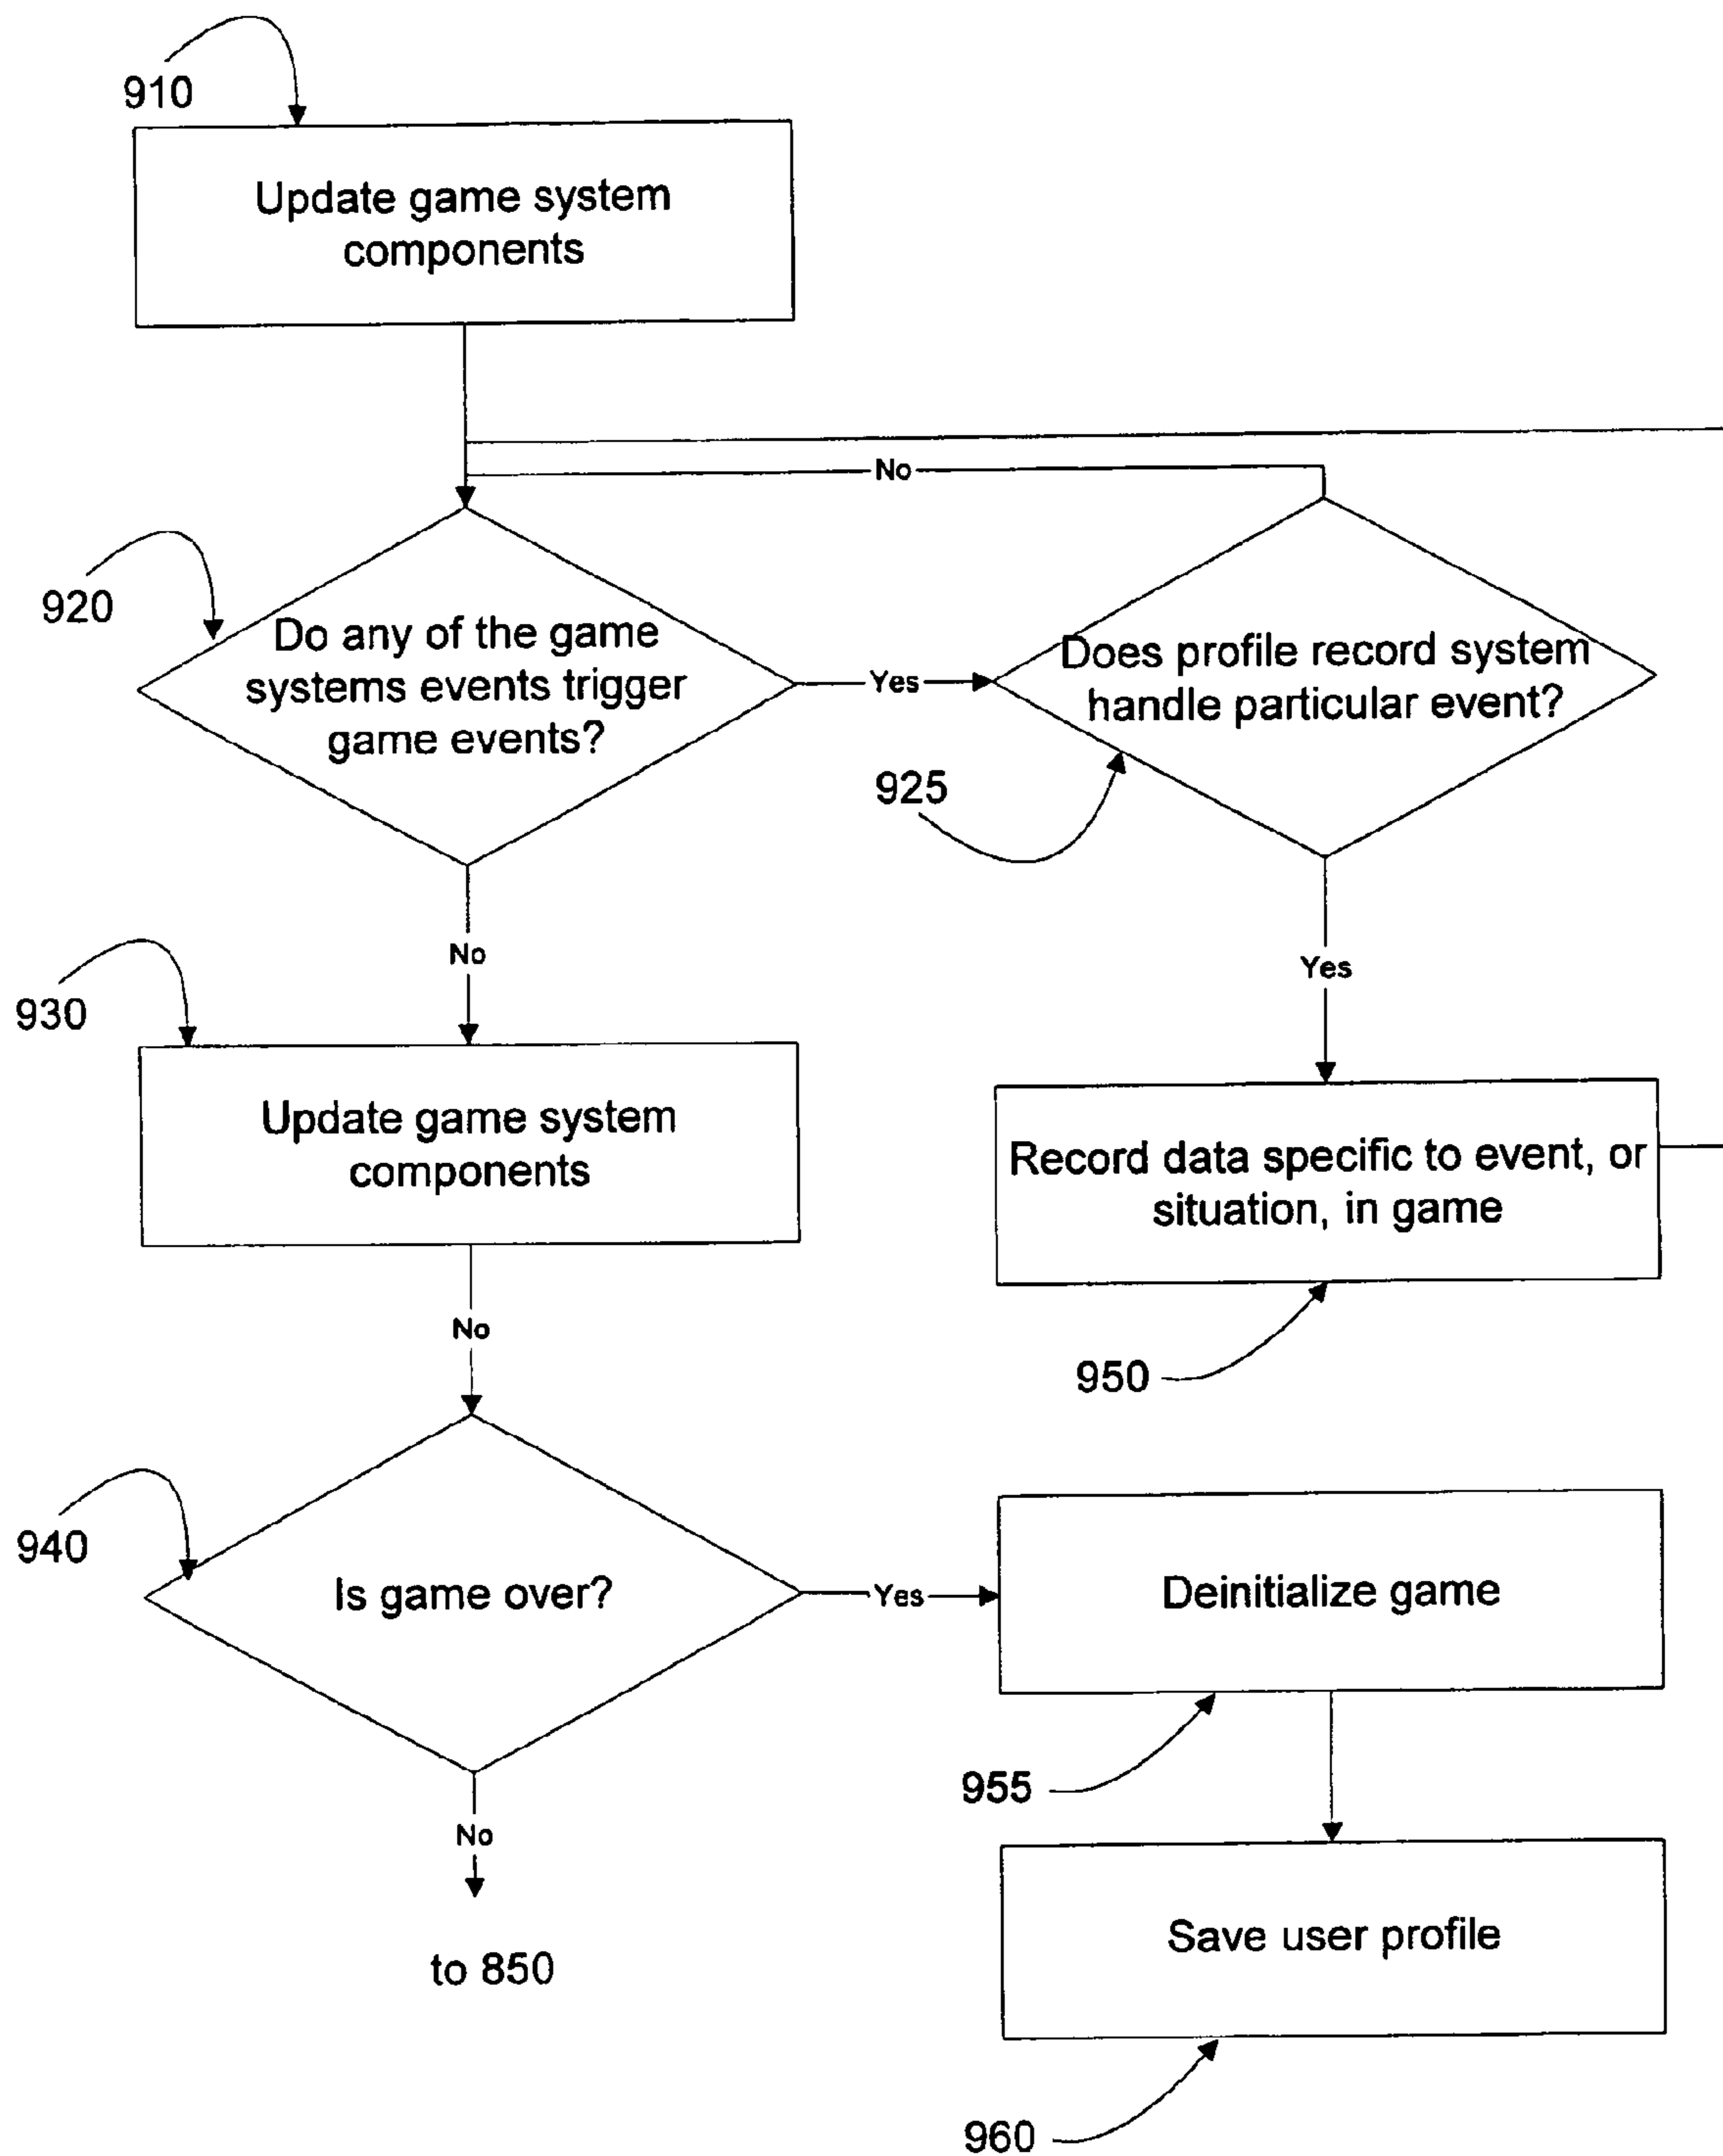 910
Update game system
components
No
920
Do any of the game
systems events trigger
game events?
Yes
Does profile record system
handle particular event?
925
No
Yes
930
Update game system
components
Record data specific to event, or
situation, in game
No
950
940
Is game over?
Yes
Deinitialize game
955
No
to 850
Save user profile
960